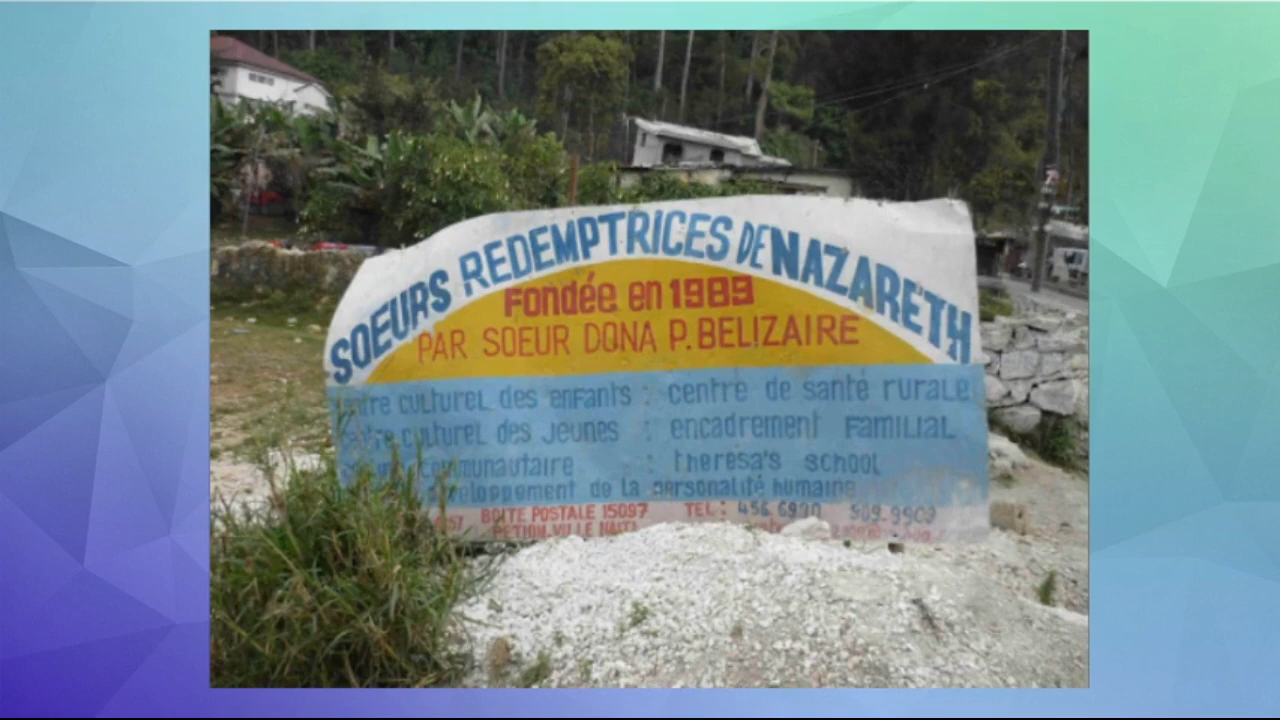 SOEURS REDEMPTRICES DE NAZARETH
FONDÉE EN 1989
PAR SOEUR DONA P. BELIZAIRE
culturel des enfants : centre de santé rurale
culturel des jeunes : encadrement familial
communautaire : theresa's school
de la personalité humaine
BOITE POSTALE 15097 TEL: 456.6920 509.9909
PETION-VILLE HAITI